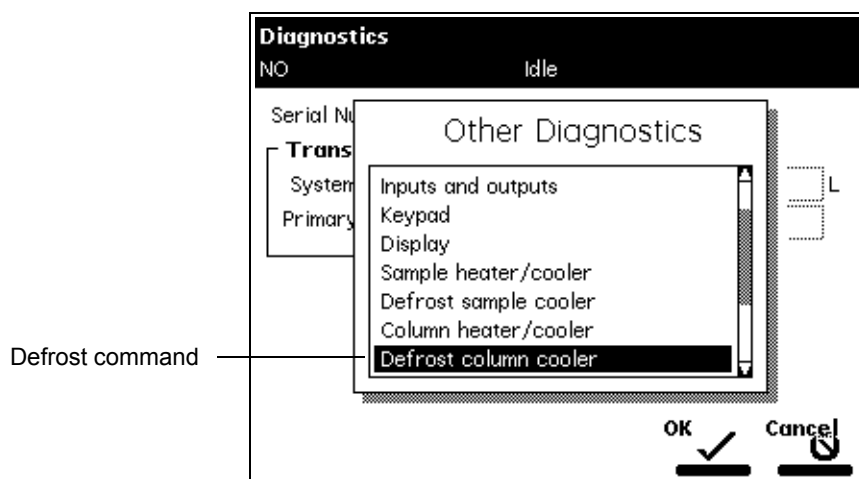 Diagnostics
NO Idle
Serial Nu
Other Diagnostics
Trans
System
L
Primary
Inputs and outputs
Keypad
Display
Sample heater/cooler
Defrost sample cooler
Column heater/cooler
Defrost column cooler
Defrost command
OK Cancel